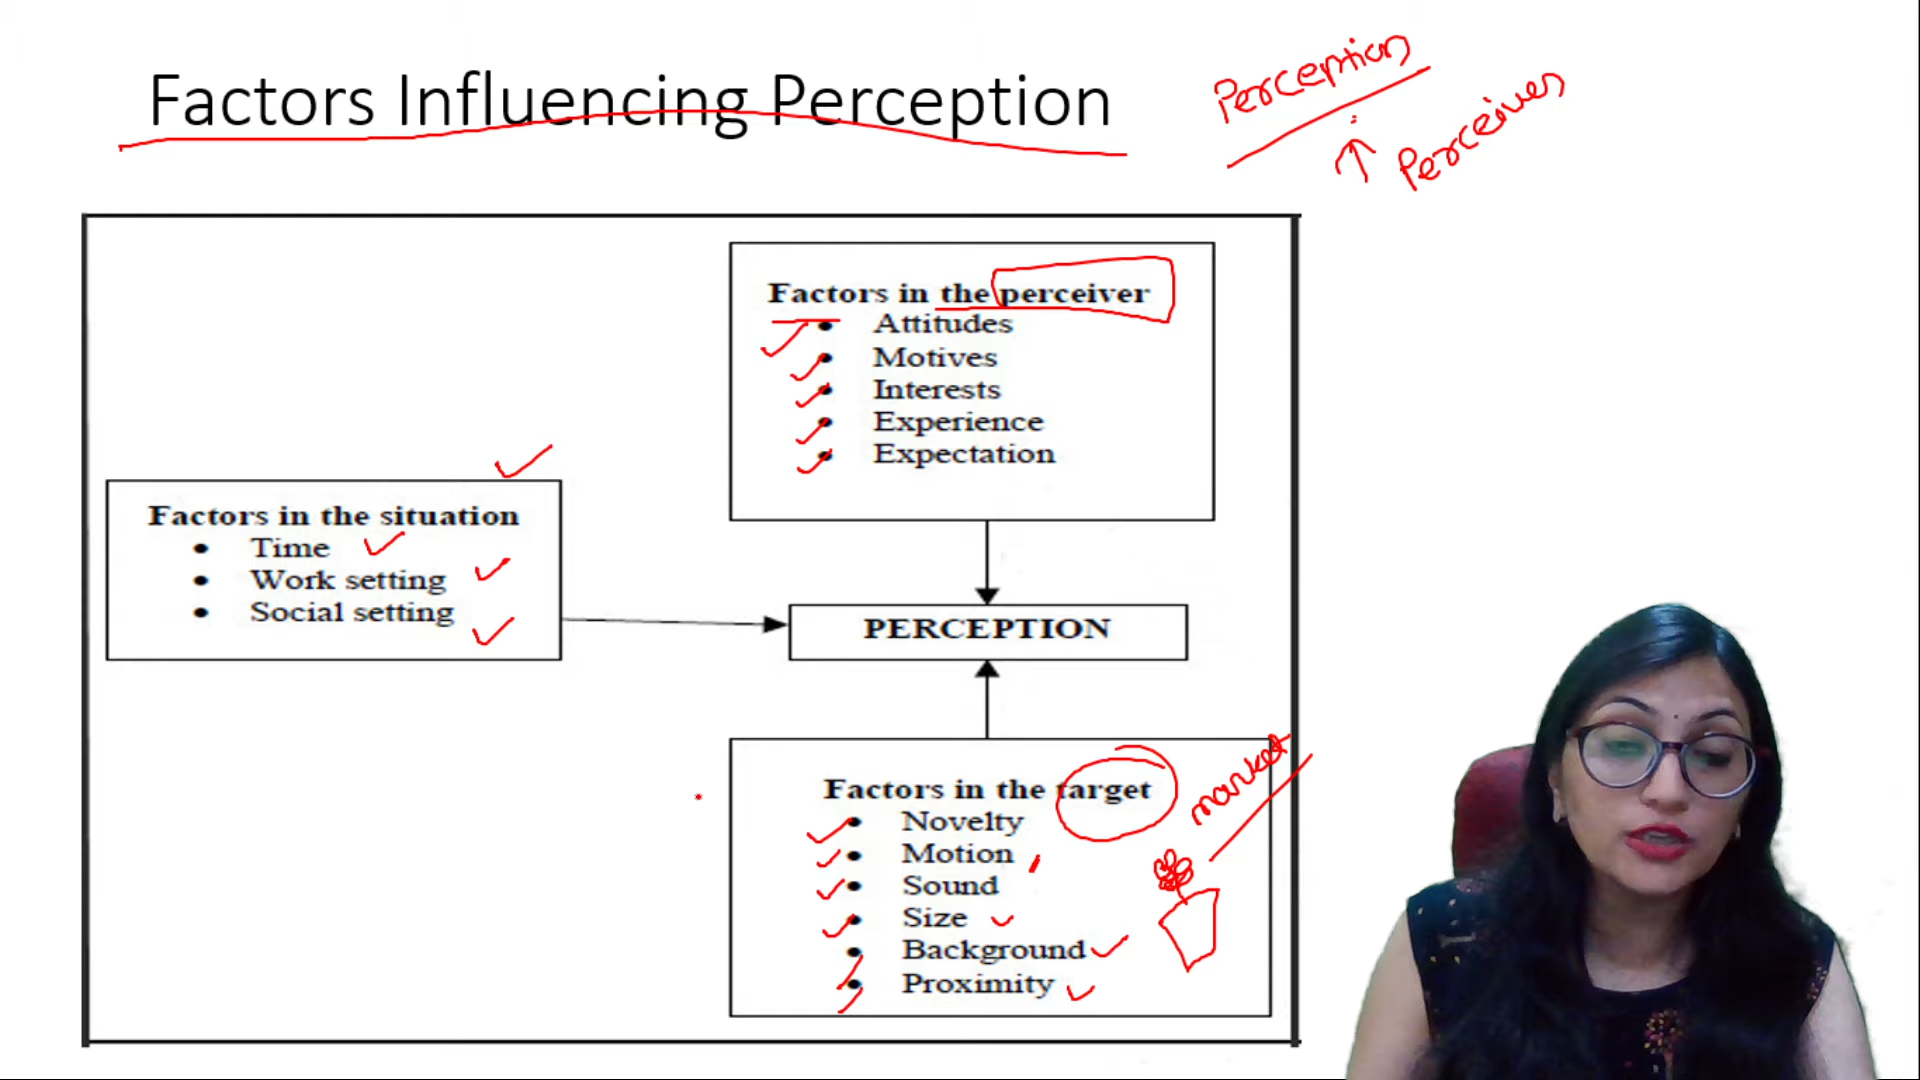 Factors Influencing Perception
Perception
↑ Perceives
Factors in the perceiver
• Attitudes
• Motives
• Interests
• Experience
• Expectation
Factors in the situation
• Time
• Work setting
• Social setting
PERCEPTION
Factors in the target
• Novelty
• Motion
• Sound
• Size
• Background
• Proximity
market